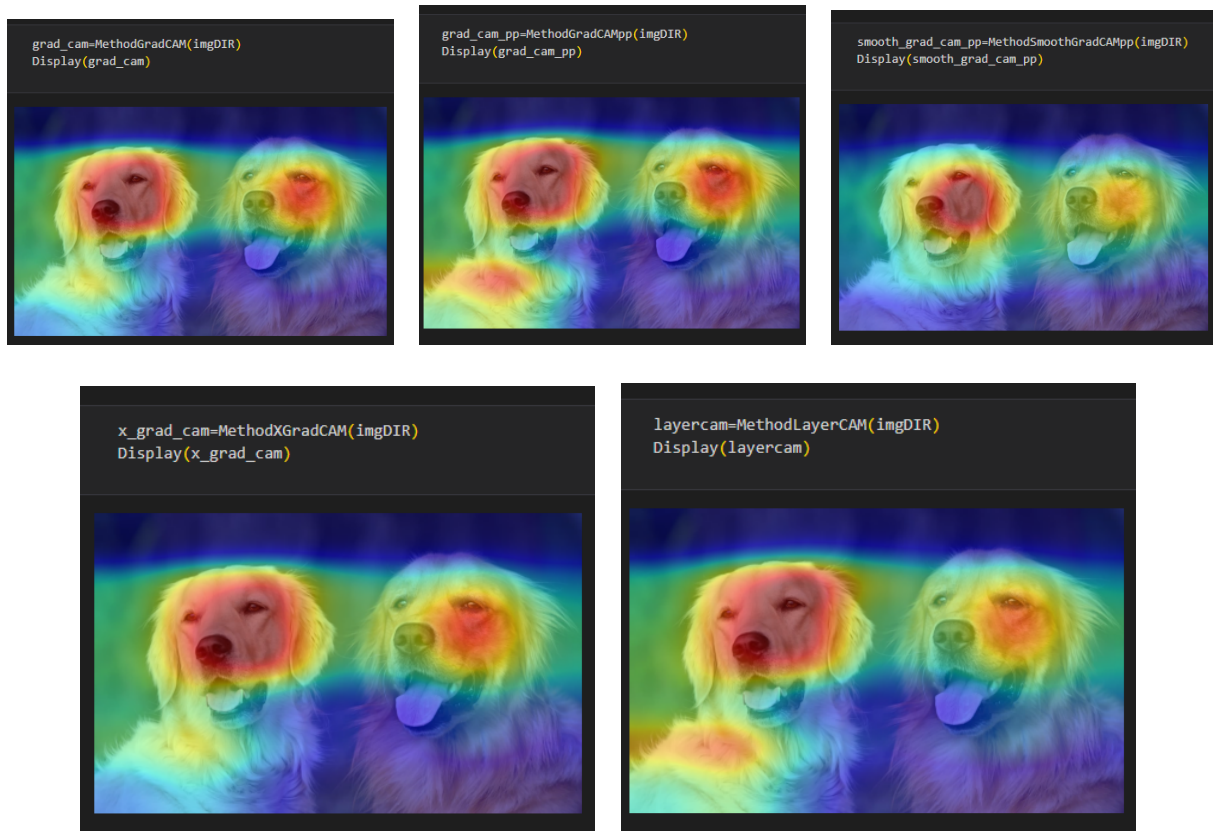 grad_cam=MethodGradCAM(imgDIR)
Display(grad_cam)
grad_cam_pp=MethodGradCAMpp(imgDIR)
Display(grad_cam_pp)
smooth_grad_cam_pp=MethodSmoothGradCAMpp(imgDIR)
Display(smooth_grad_cam_pp)
x_grad_cam=MethodXGradCAM(imgDIR)
Display(x_grad_cam)
layercam=MethodLayerCAM(imgDIR)
Display(layercam)